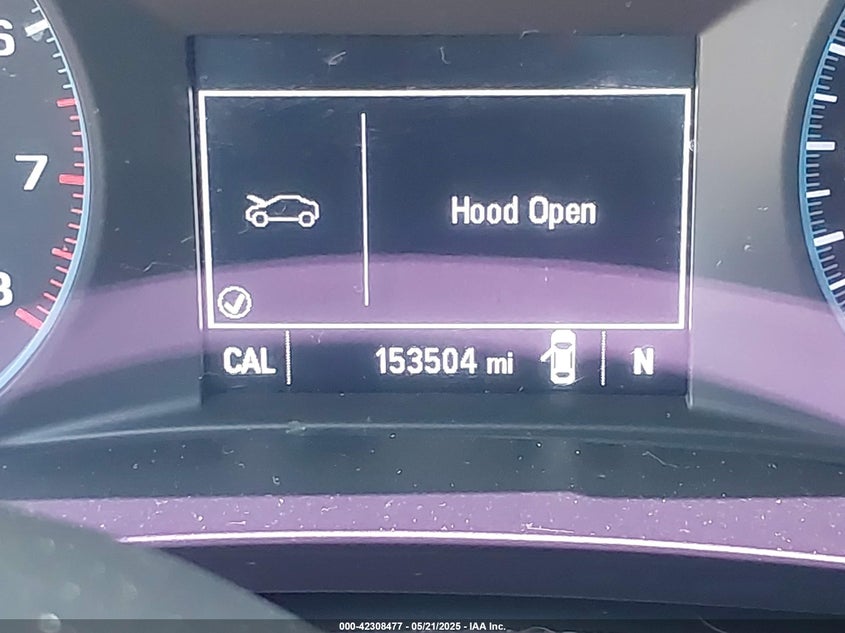 6
7
8
Hood Open
CAL 153504 mi N
000-42308477 - 05/21/2025 - IAA Inc.